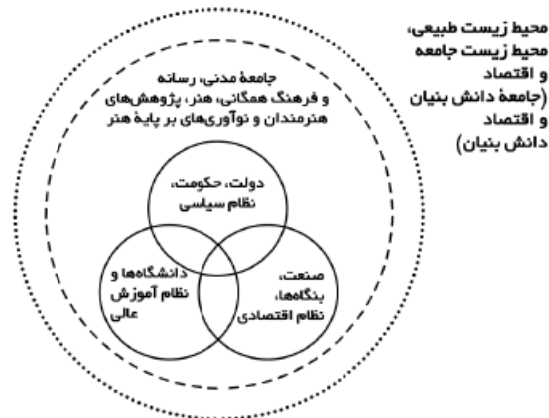 محیط زیست طبیعی،
محیط زیست جامعه
و اقتصاد
(جامعهٔ دانش بنیان
و اقتصاد
دانش بنیان)
جامعهٔ مدنی، رسانه
و فرهنگ همگانی، هنر، پژوهش‌های
هنرمندان و نوآوری‌های بر پایهٔ هنر
دولت، حکومت،
نظام سیاسی
صنعت،
بنگاه‌ها،
نظام اقتصادی
دانشگاه‌ها و
نظام آموزش
عالی